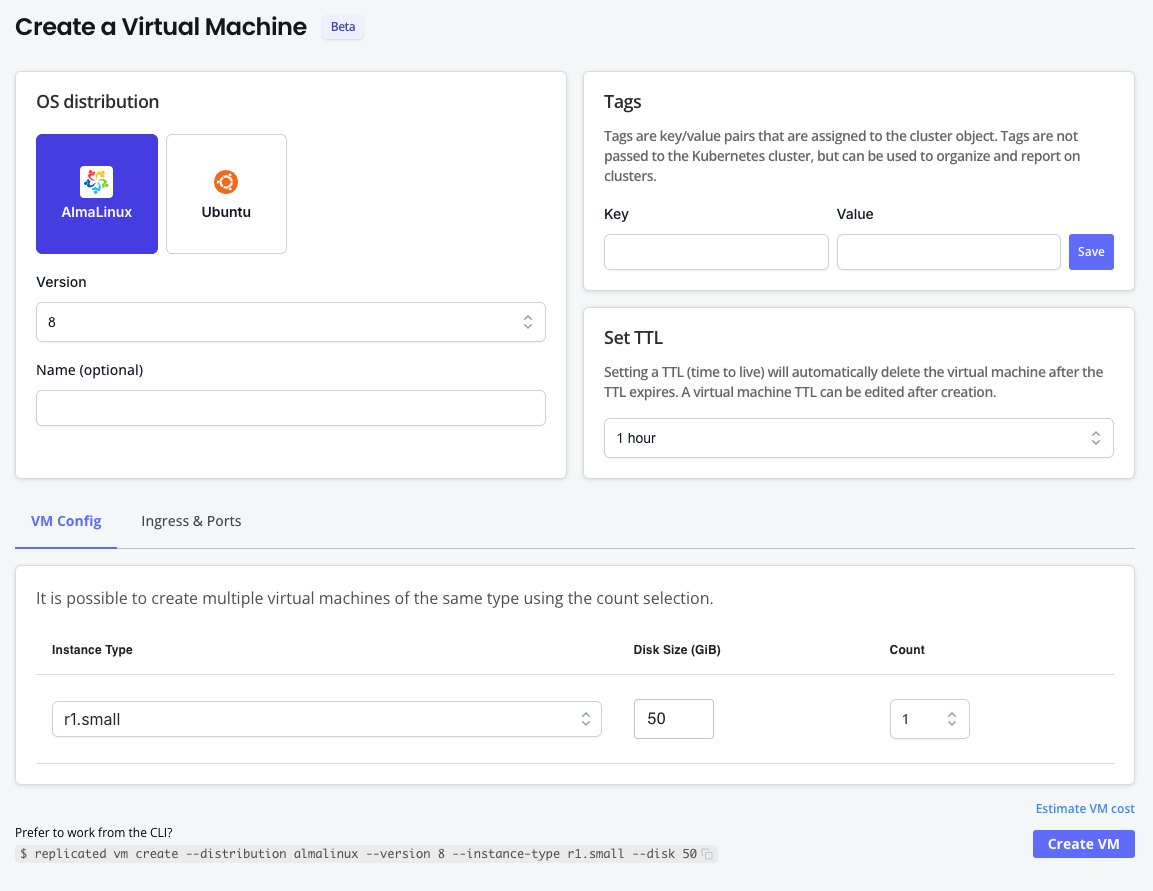 Create a Virtual Machine
Beta
OS distribution
AlmaLinux
Ubuntu
Version
8
Name (optional)
Tags
Tags are key/value pairs that are assigned to the cluster object. Tags are not
passed to the Kubernetes cluster, but can be used to organize and report on
clusters.
Key
Value
Save
Set TTL
Setting a TTL (time to live) will automatically delete the virtual machine after the
TTL expires. A virtual machine TTL can be edited after creation.
1 hour
VM Config
Ingress & Ports
It is possible to create multiple virtual machines of the same type using the count selection.
Instance Type
Disk Size (GiB)
Count
r1.small
50
1
Estimate VM cost
Prefer to work from the CLI?
$ replicated vm create --distribution almalinux --version 8 --instance-type r1.small --disk 50
Create VM